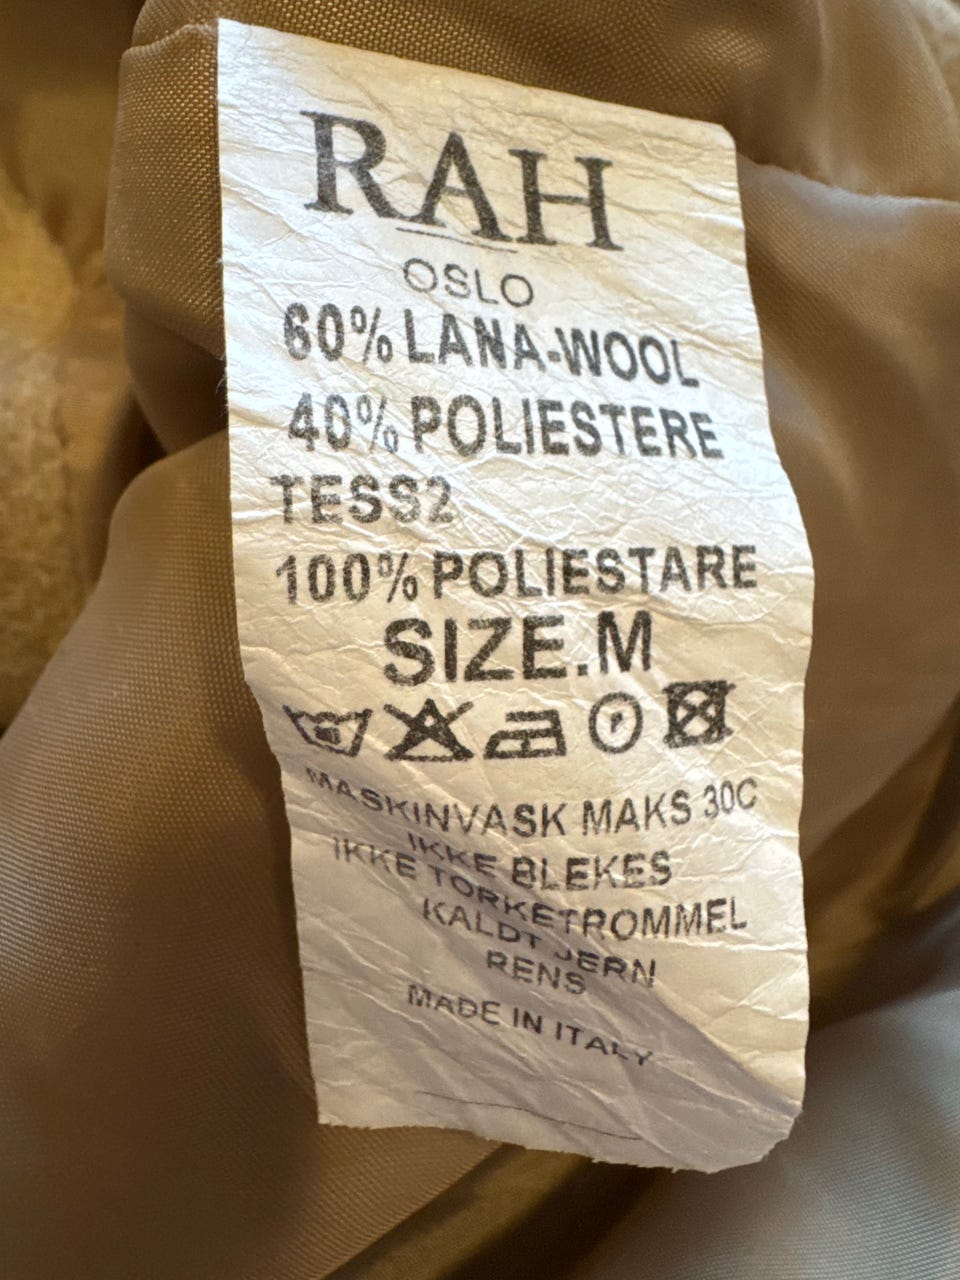 RAH
OSLO
60% LANA-WOOL
40% POLIESTERE
TESS2
100% POLIESTARE
SIZE.M
P
MASKINVASK MAKS 30C
IKKE BLEKES
IKKE TORKETROMMEL
KALDT JERN
RENS
MADE IN ITALY